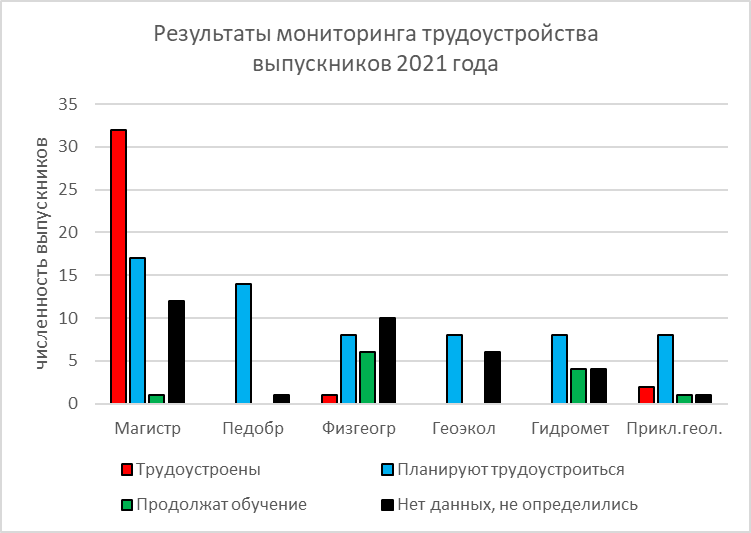 Результаты мониторинга трудоустройства
выпускников 2021 года
численность выпускников
35
30
25
20
15
10
5
0
Магистр Педобр Физгеогр Геоэкол Гидромет Прикл.геол.
Трудоустроены Планируют трудоустроиться
Продолжат обучение Нет данных, не определились